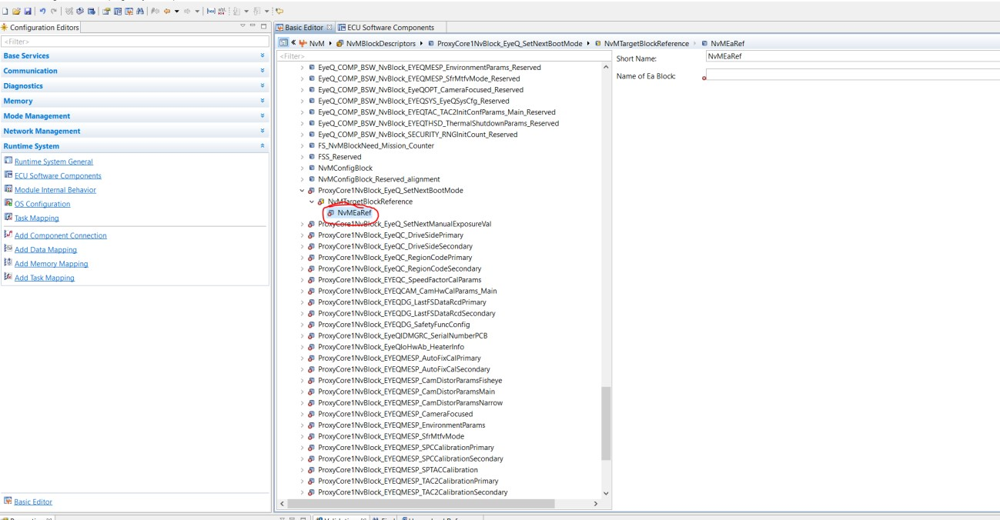 Configuration Editors
<Filter>
Base Services
Communication
Diagnostics
Memory
Mode Management
Network Management
Runtime System
Runtime System General
ECU Software Components
Module Internal Behavior
OS Configuration
Task Mapping
Add Component Connection
Add Data Mapping
Add Memory Mapping
Add Task Mapping
Basic Editor
Basic Editor ECU Software Components
NvM NvMBlockDescriptors ProxyCore1NvBlock_EyeQ_SetNextBootMode NvMTargetBlockReference NvMEaRef
<Filter>
EyeQ_COMP_BSW_NvBlock_EYEQMESP_EnvironmentParams_Reserved
EyeQ_COMP_BSW_NvBlock_EYEQMESP_SfrMtfvMode_Reserved
EyeQ_COMP_BSW_NvBlock_EyeQOPT_CameraFocused_Reserved
EyeQ_COMP_BSW_NvBlock_EYEQSYS_EyeQSysCfg_Reserved
EyeQ_COMP_BSW_NvBlock_EYEQTAC_TAC2InitConfParams_Main_Reserved
EyeQ_COMP_BSW_NvBlock_EYEQTHSD_ThermalShutdownParams_Reserved
EyeQ_COMP_BSW_NvBlock_SECURITY_RNGInitCount_Reserved
FS_NvMBlockNeed_Mission_Counter
FSS_Reserved
NvMConfigBlock
NvMConfigBlock_Reserved_alignment
ProxyCore1NvBlock_EyeQ_SetNextBootMode
NvMTargetBlockReference
NvMEaRef
ProxyCore1NvBlock_EyeQ_SetNextManualExposureVal
ProxyCore1NvBlock_EyeQC_DriveSidePrimary
ProxyCore1NvBlock_EyeQC_DriveSideSecondary
ProxyCore1NvBlock_EyeQC_RegionCodePrimary
ProxyCore1NvBlock_EyeQC_RegionCodeSecondary
ProxyCore1NvBlock_EYEQC_SpeedFactorCalParams
ProxyCore1NvBlock_EYEQCAM_CamHwCalParams_Main
ProxyCore1NvBlock_EYEQDG_LastFSDataRcdPrimary
ProxyCore1NvBlock_EYEQDG_LastFSDataRcdSecondary
ProxyCore1NvBlock_EYEQDG_SafetyFuncConfig
ProxyCore1NvBlock_EyeQIDMGRC_SerialNumberPCB
ProxyCore1NvBlock_EyeQIoHwAb_HeaterInfo
ProxyCore1NvBlock_EYEQMESP_AutoFixCalPrimary
ProxyCore1NvBlock_EYEQMESP_AutoFixCalSecondary
ProxyCore1NvBlock_EYEQMESP_CamDistorParamsFisheye
ProxyCore1NvBlock_EYEQMESP_CamDistorParamsMain
ProxyCore1NvBlock_EYEQMESP_CamDistorParamsNarrow
ProxyCore1NvBlock_EYEQMESP_CameraFocused
ProxyCore1NvBlock_EYEQMESP_EnvironmentParams
ProxyCore1NvBlock_EYEQMESP_SfrMtfvMode
ProxyCore1NvBlock_EYEQMESP_SPCCalibrationPrimary
ProxyCore1NvBlock_EYEQMESP_SPCCalibrationSecondary
ProxyCore1NvBlock_EYEQMESP_SPTACCalibration
ProxyCore1NvBlock_EYEQMESP_TAC2CalibrationPrimary
ProxyCore1NvBlock_EYEQMESP_TAC2CalibrationSecondary
Short Name: NvMEaRef
Name of Ea Block: